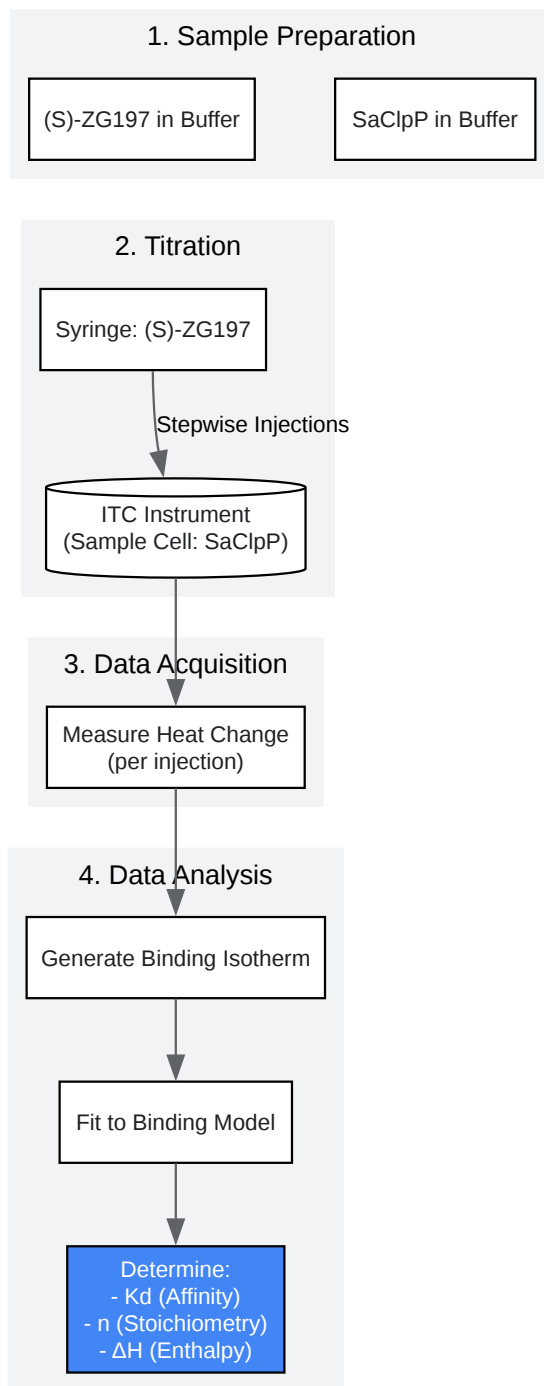 1. Sample Preparation
(S)-ZG197 in Buffer
SaClpP in Buffer
2. Titration
Syringe: (S)-ZG197
Stepwise Injections
ITC Instrument
(Sample Cell: SaClpP)
3. Data Acquisition
Measure Heat Change
(per injection)
4. Data Analysis
Generate Binding Isotherm
Fit to Binding Model
Determine:
- Kd (Affinity)
- n (Stoichiometry)
- ΔH (Enthalpy)